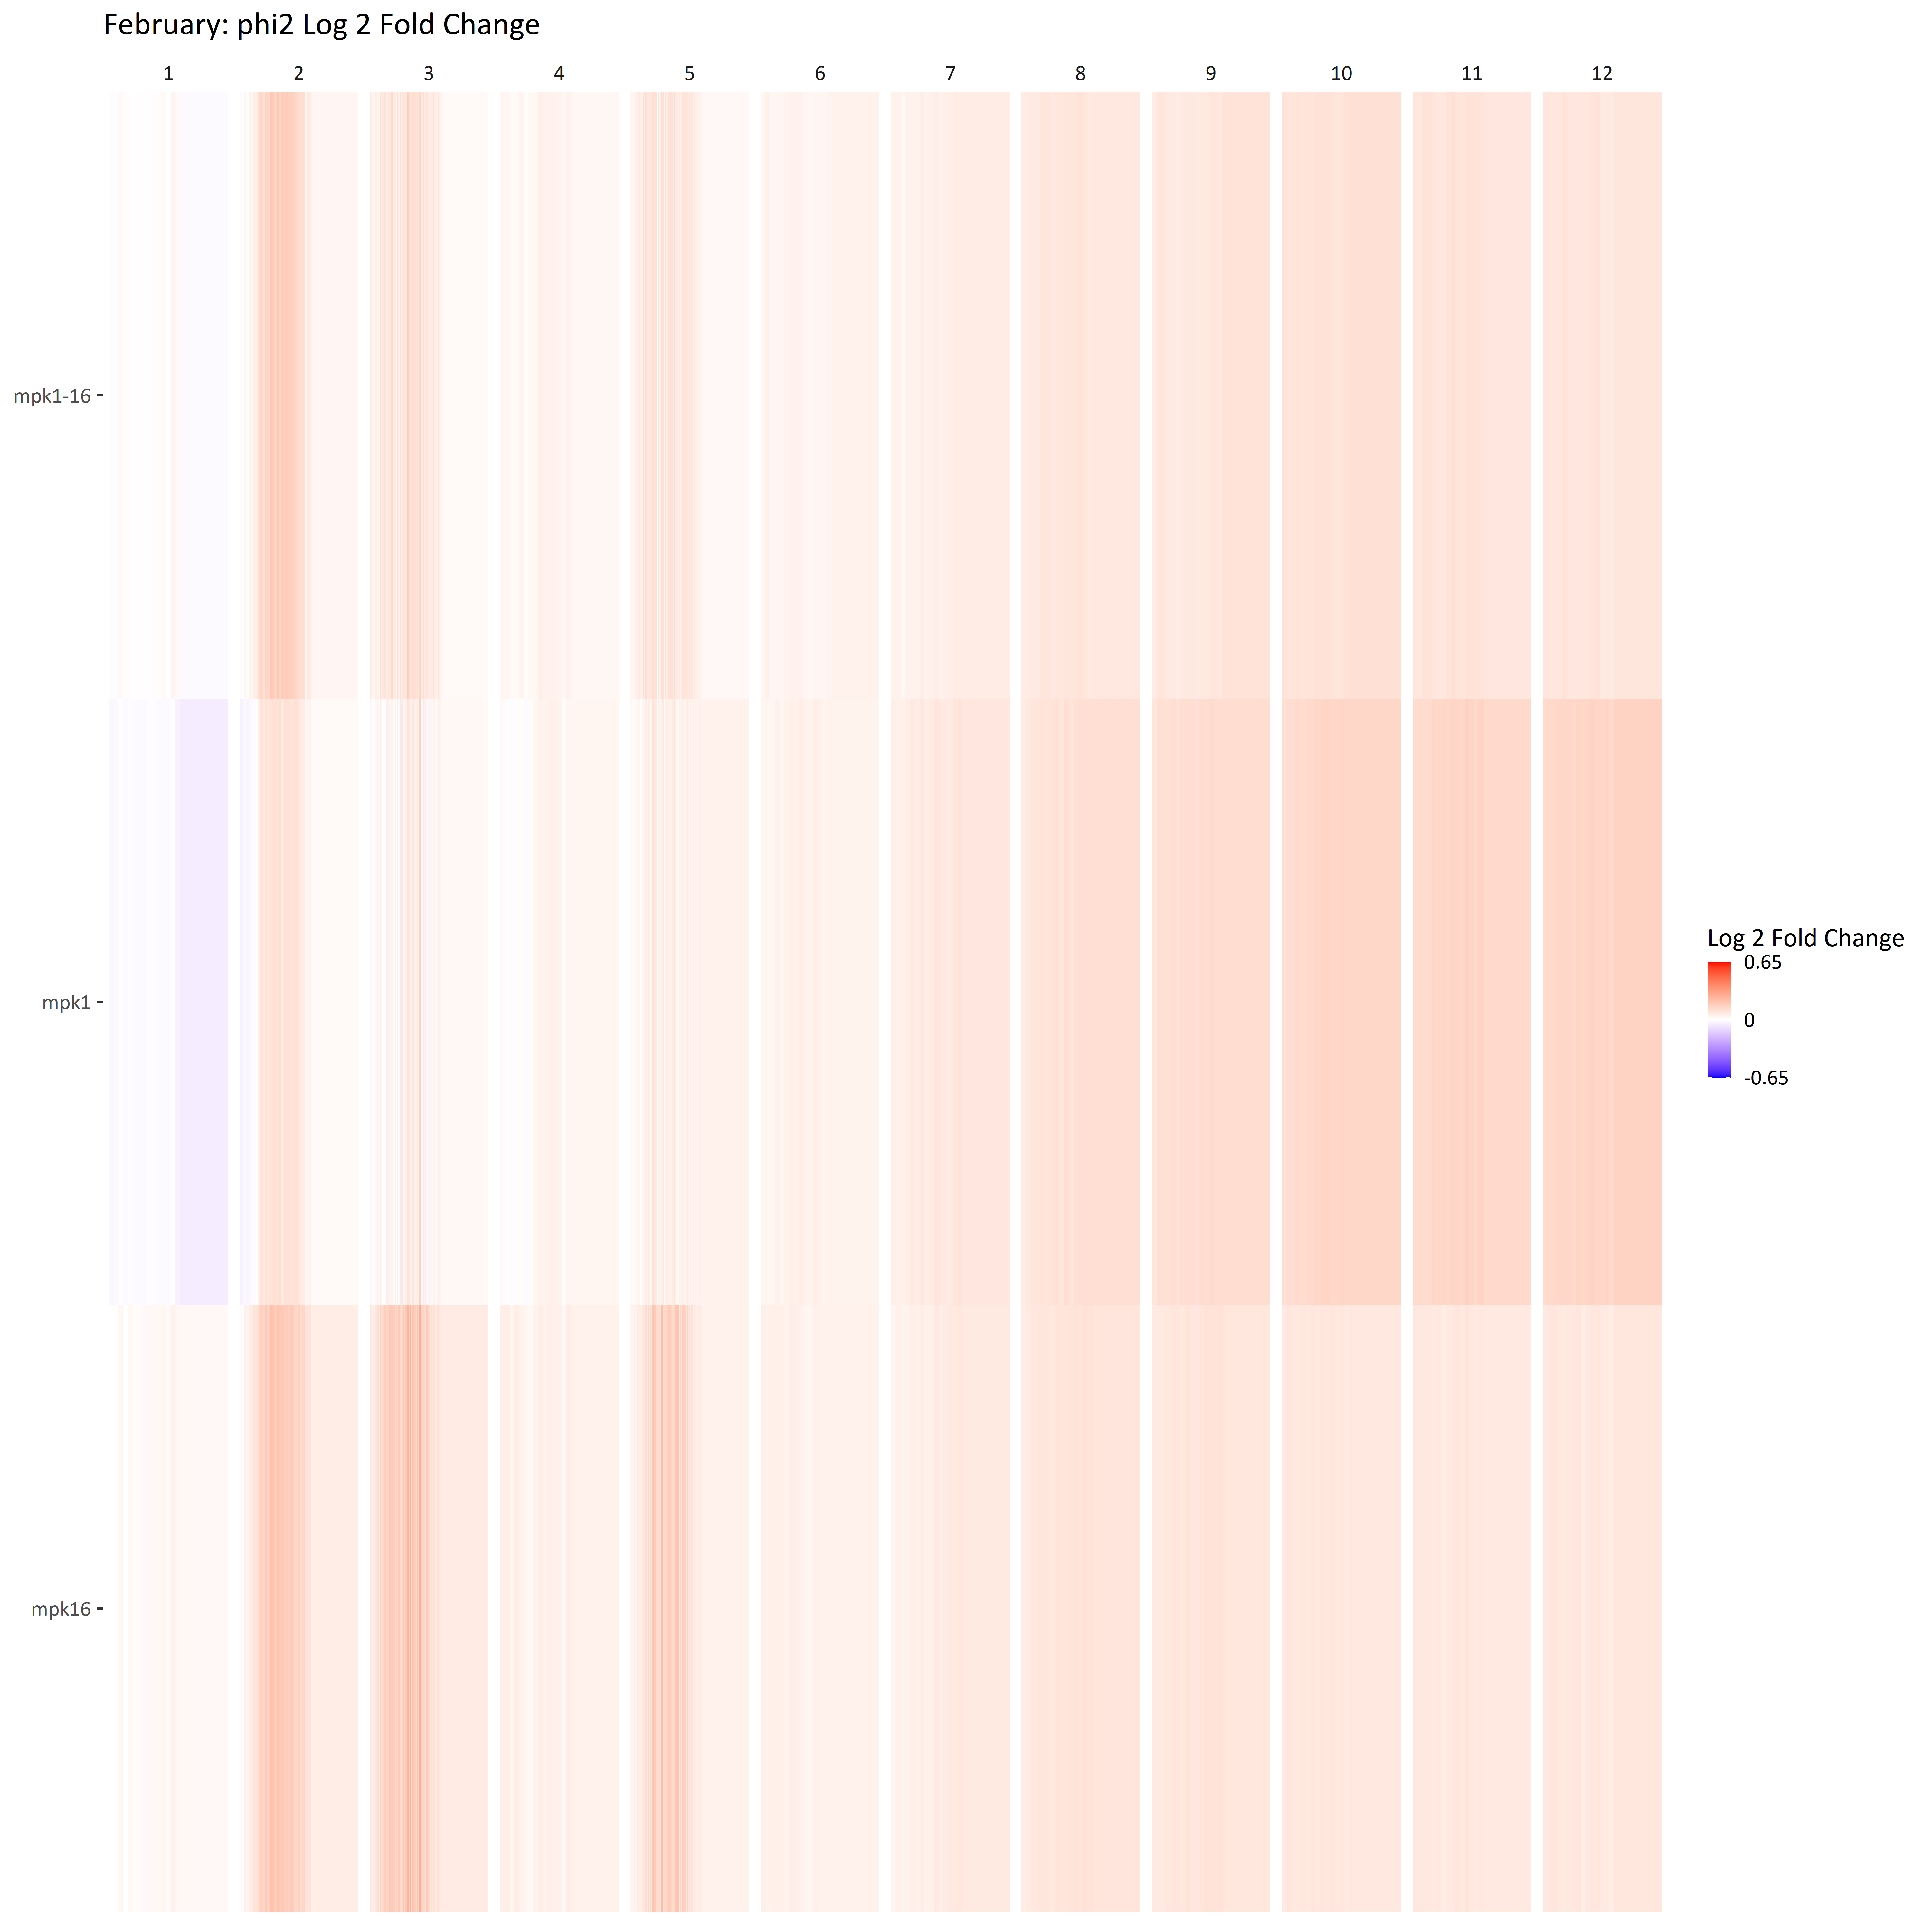 February: phi2 Log 2 Fold Change
1 2 3 4 5 6 7 8 9 10 11 12
mpk1-16
mpk1
mpk16
Log 2 Fold Change
0.65
0
-0.65